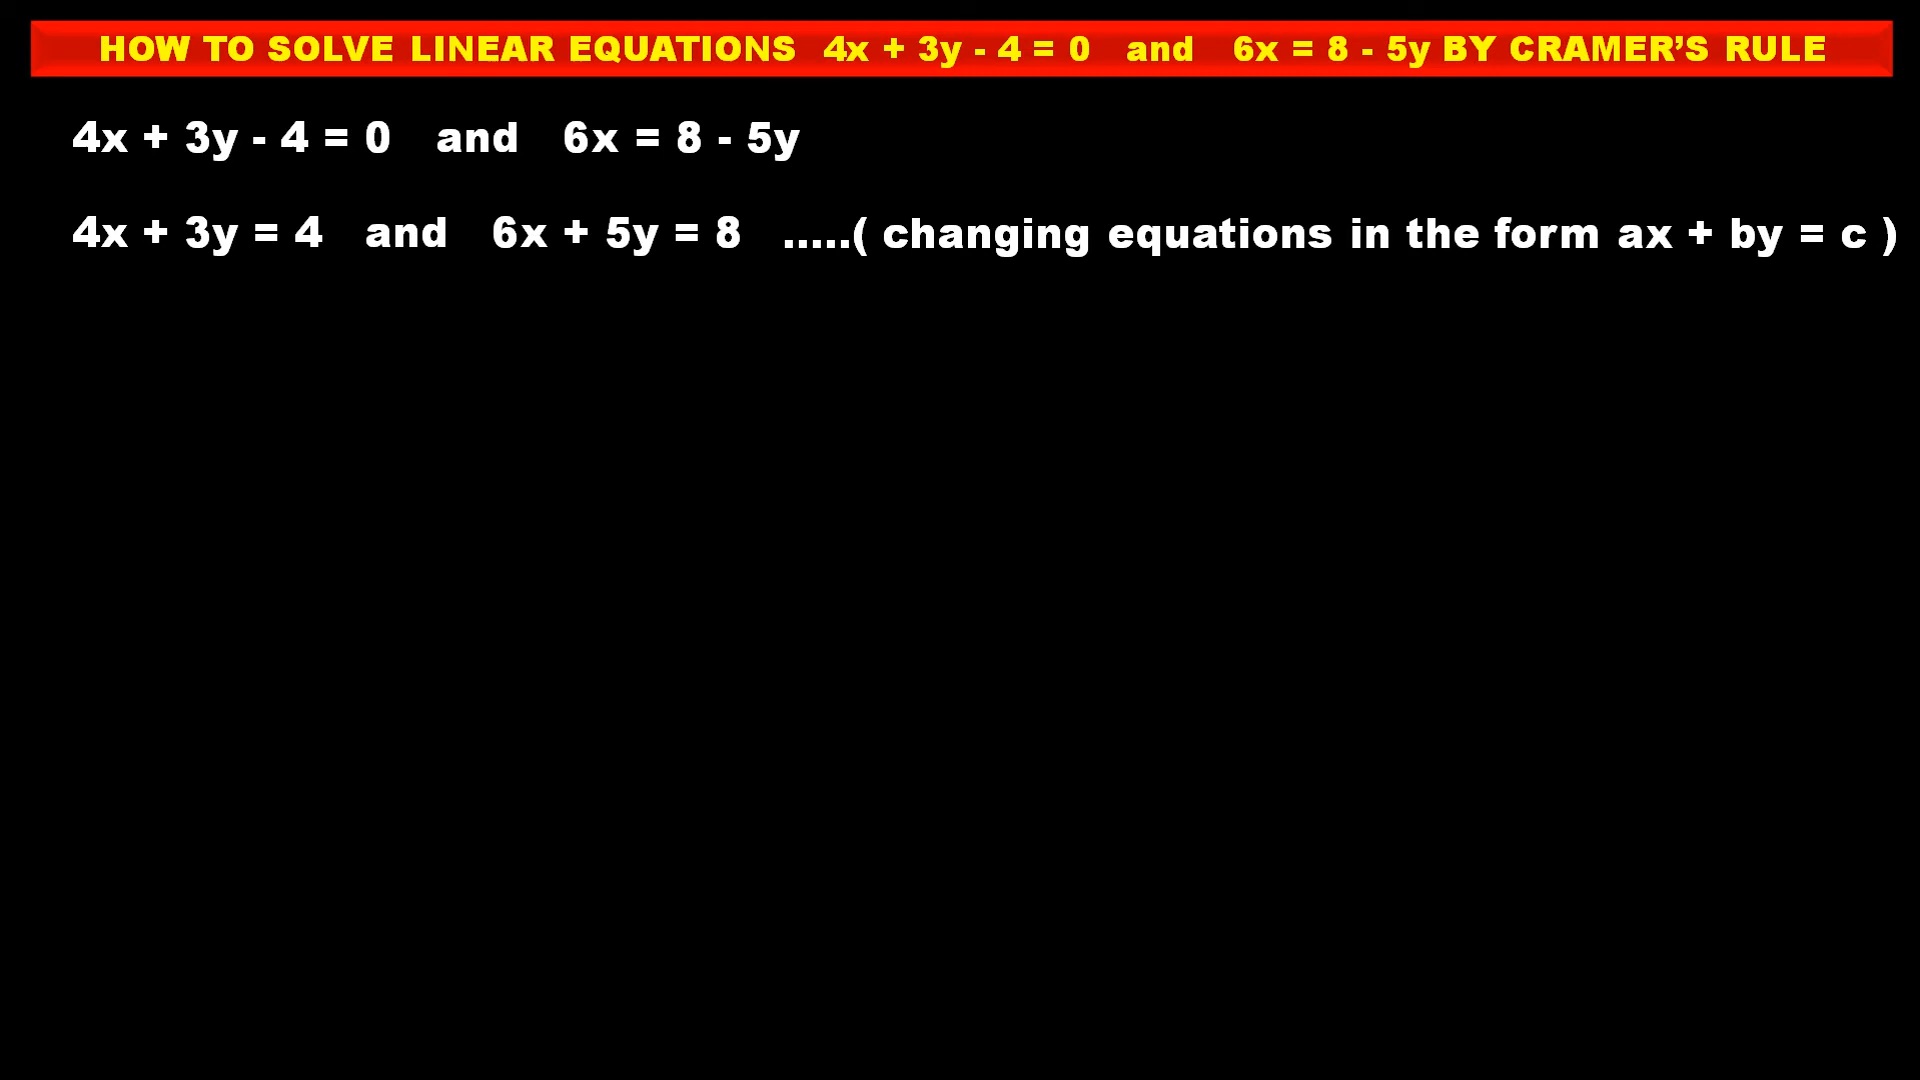 HOW TO SOLVE LINEAR EQUATIONS 4x + 3y - 4 = 0 and 6x = 8 - 5y BY CRAMER’S RULE
4x + 3y - 4 = 0 and 6x = 8 - 5y
4x + 3y = 4 and 6x + 5y = 8 .....( changing equations in the form ax + by = c )